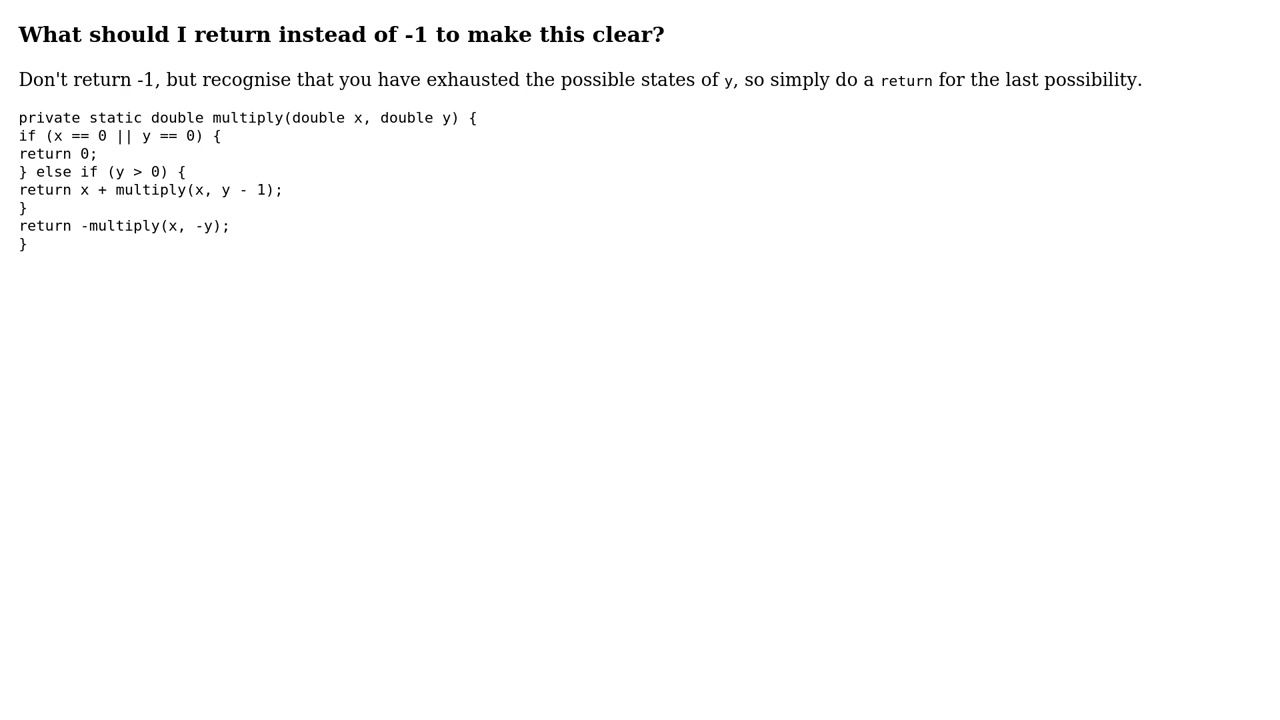 What should I return instead of -1 to make this clear?
Don't return -1, but recognise that you have exhausted the possible states of y, so simply do a return for the last possibility.
private static double multiply(double x, double y) {
if (x == 0 || y == 0) {
return 0;
} else if (y > 0) {
return x + multiply(x, y - 1);
}
return -multiply(x, -y);
}